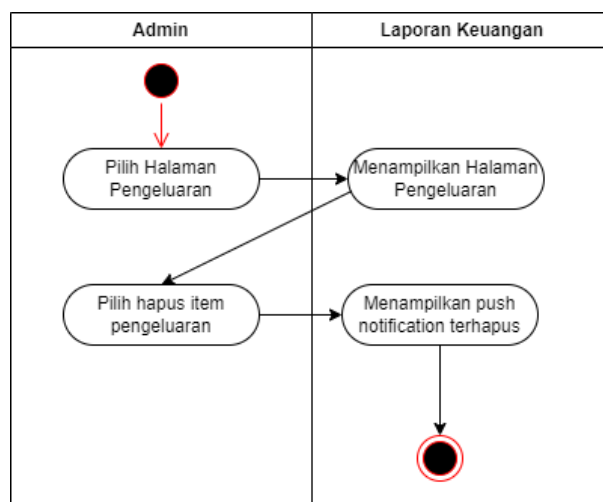 Admin
Laporan Keuangan
Pilih Halaman
Pengeluaran
Menampilkan Halaman
Pengeluaran
Pilih hapus item
pengeluaran
Menampilkan push
notification terhapus